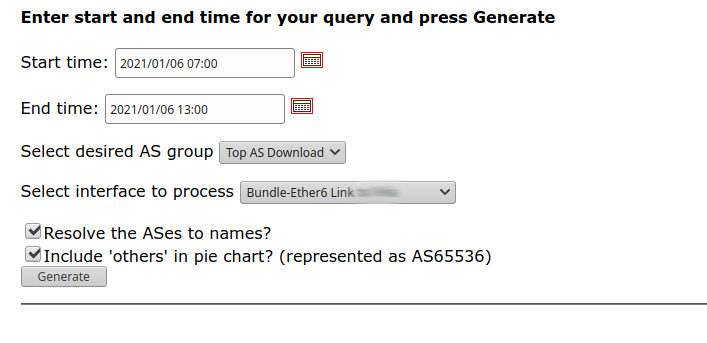 Enter start and end time for your query and press Generate
Start time: 2021/01/06 07:00
End time: 2021/01/06 13:00
Select desired AS group Top AS Download
Select interface to process Bundle-Ether6 Link
Resolve the ASes to names?
Include 'others' in pie chart? (represented as AS65536)
Generate